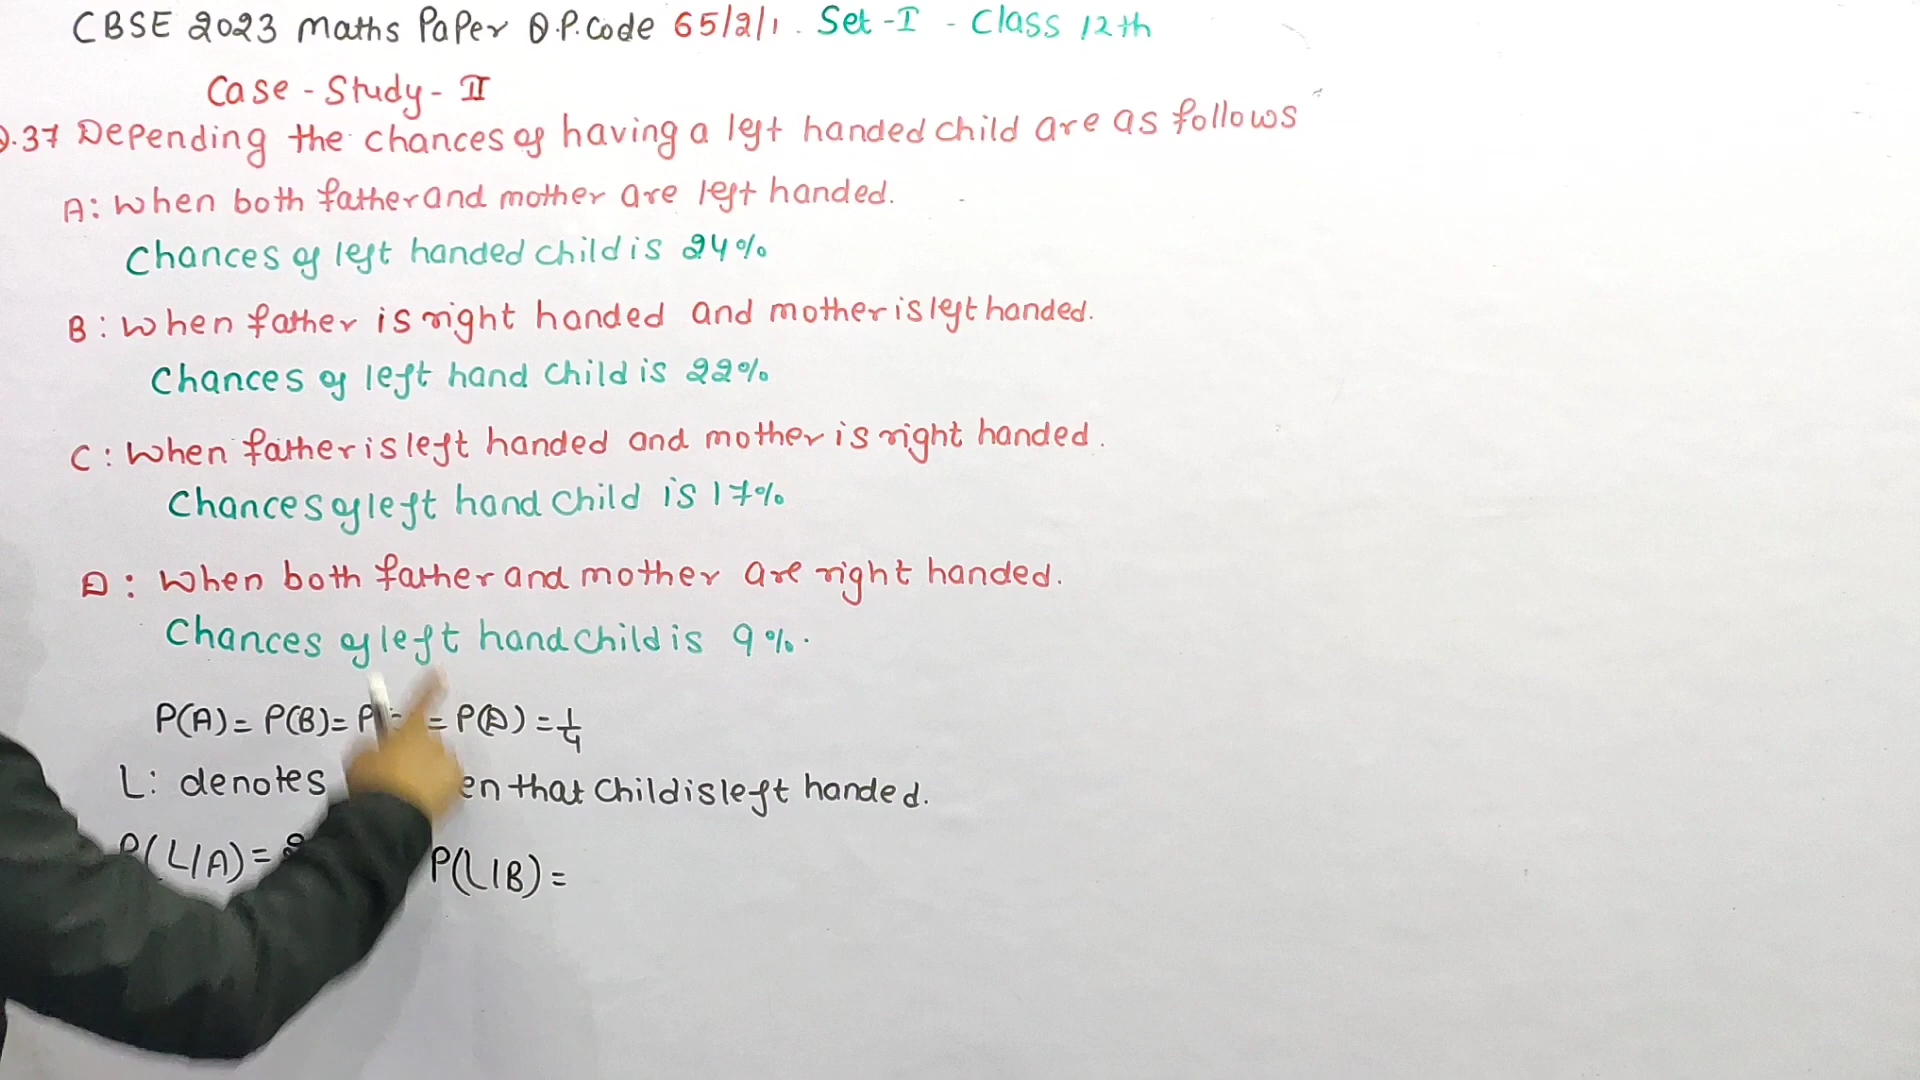 CBSE 2023 Maths Paper Q.P. Code 65/2/1. Set-I - Class 12th
Case-Study-II
Q.37 Depending the chances of having a left handed child are as follows
A: When both father and mother are left handed.
Chances of left handed child is 24%
B: When father is right handed and mother is left handed.
Chances of left hand child is 22%
C: When father is left handed and mother is right handed.
Chances of left hand child is 17%
D: When both father and mother are right handed.
Chances of left hand child is 9%.
P(A)= P(B)= P = P(D) = 1/4
L: denotes that child is left handed.
P(L/A)= P(L/B)=